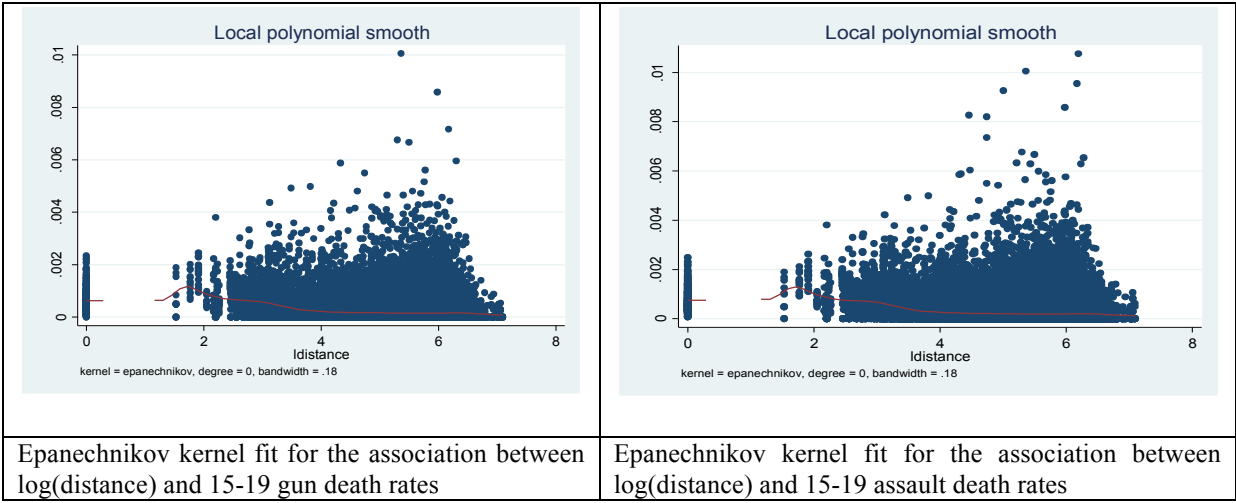 Local polynomial smooth
.01
.008
.006
.004
.002
0
0 2 4 6 8
ldistance
kernel = epanechnikov, degree = 0, bandwidth = .18
Epanechnikov kernel fit for the association between
log(distance) and 15-19 gun death rates
Local polynomial smooth
.01
.008
.006
.004
.002
0
0 2 4 6 8
ldistance
kernel = epanechnikov, degree = 0, bandwidth = .18
Epanechnikov kernel fit for the association between
log(distance) and 15-19 assault death rates